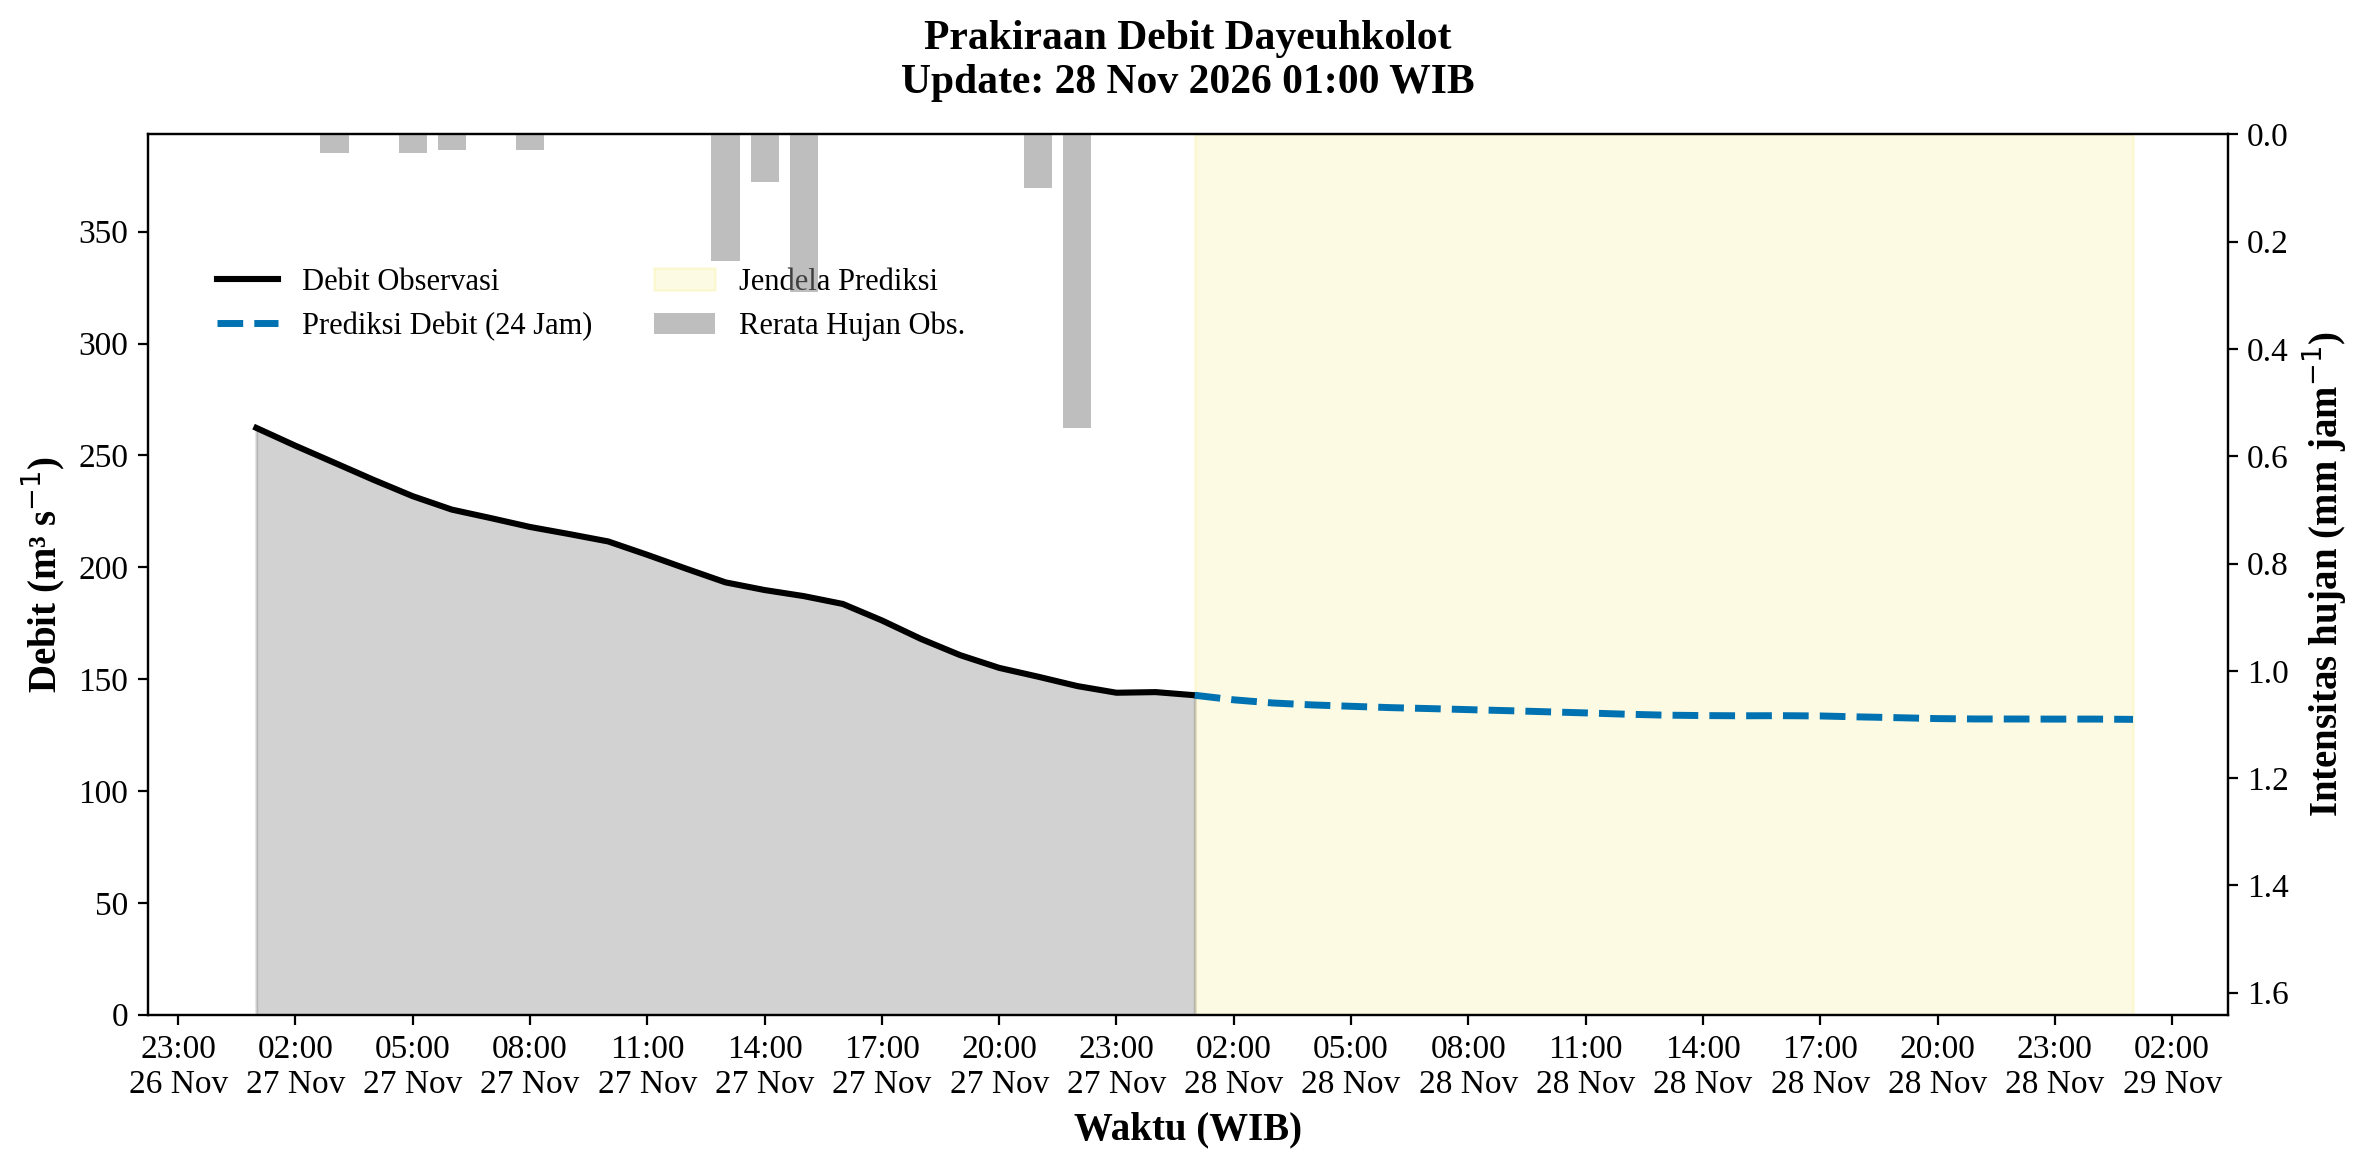 Prakiraan Debit Dayeuhkolot
Update: 28 Nov 2026 01:00 WIB
Debit (m³ s⁻¹)
350
300
250
200
150
100
50
0
Debit Observasi
Prediksi Debit (24 Jam)
Jendela Prediksi
Rerata Hujan Obs.
0.0
0.2
0.4
0.6
0.8
1.0
1.2
1.4
1.6
Intensitas hujan (mm jam⁻¹)
23:00 02:00 05:00 08:00 11:00 14:00 17:00 20:00 23:00 02:00 05:00 08:00 11:00 14:00 17:00 20:00 23:00 02:00
26 Nov 27 Nov 27 Nov 27 Nov 27 Nov 27 Nov 27 Nov 27 Nov 27 Nov 28 Nov 28 Nov 28 Nov 28 Nov 28 Nov 28 Nov 28 Nov 28 Nov 29 Nov
Waktu (WIB)